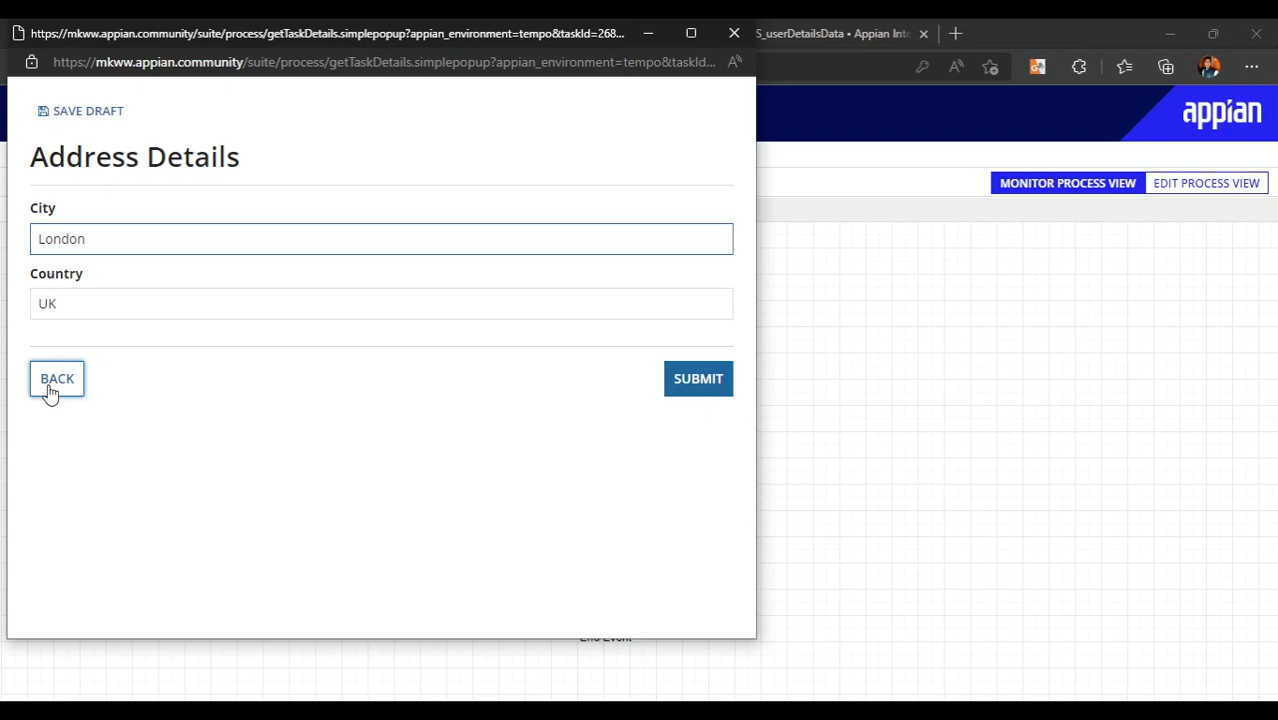 https://mkww.appian.community/suite/process/getTaskDetails.simplepopup?appian_environment=tempo&taskId=268...
S_userDetailsData • Appian Inte
https://mkww.appian.community/suite/process/getTaskDetails.simplepopup?appian_environment=tempo&taskId...
appian
SAVE DRAFT
Address Details
MONITOR PROCESS VIEW
EDIT PROCESS VIEW
City
London
Country
UK
BACK
SUBMIT
End Event